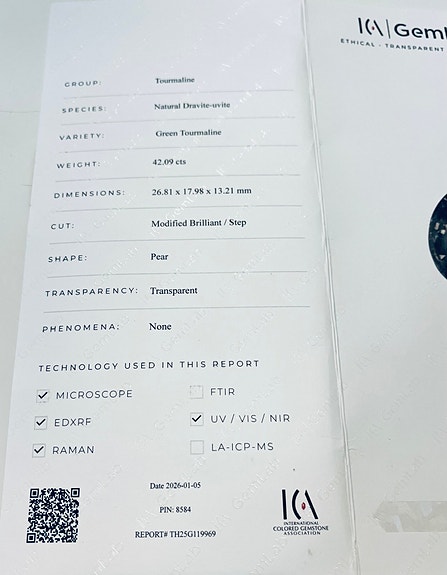 GROUP: Tourmaline
SPECIES: Natural Dravite-uvite
VARIETY: Green Tourmaline
WEIGHT: 42.09 cts
DIMENSIONS: 26.81 x 17.98 x 13.21 mm
CUT: Modified Brilliant / Step
SHAPE: Pear
TRANSPARENCY: Transparent
PHENOMENA: None
TECHNOLOGY USED IN THIS REPORT
MICROSCOPE FTIR
EDXRF UV / VIS / NIR
RAMAN LA-ICP-MS
Date 2026-01-05
PIN: 8584
REPORT# TH25G119969
ICA
INTERNATIONAL
COLORED GEMSTONE
ASSOCIATION
ICA | Geml
ETHICAL - TRANSPARENT